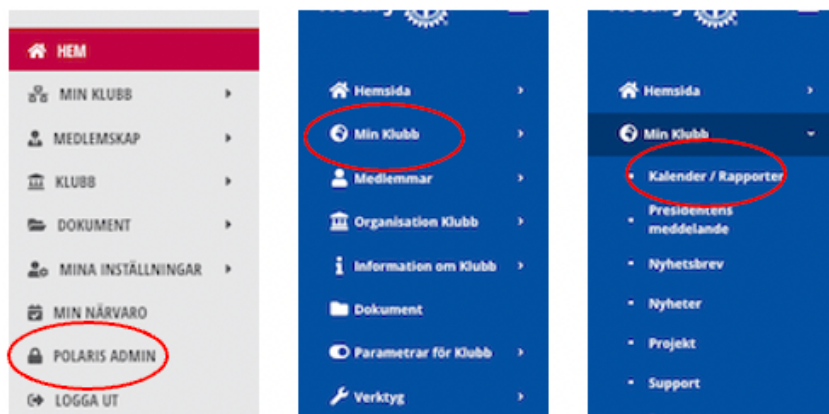 HEM
MIN KLUBB
MEDLEMSKAP
KLUBB
DOKUMENT
MINA INSTÄLLNINGAR
MIN NÄRVARO
POLARIS ADMIN
LOGGA UT
Hemsida
Min Klubb
Medlemmar
Organisation Klubb
Information om Klubb
Dokument
Parametrar för Klubb
Verktyg
Hemsida
Min Klubb
Kalender / Rapporter
Presidentens
meddelande
Nyhetsbrev
Nyheter
Projekt
Support